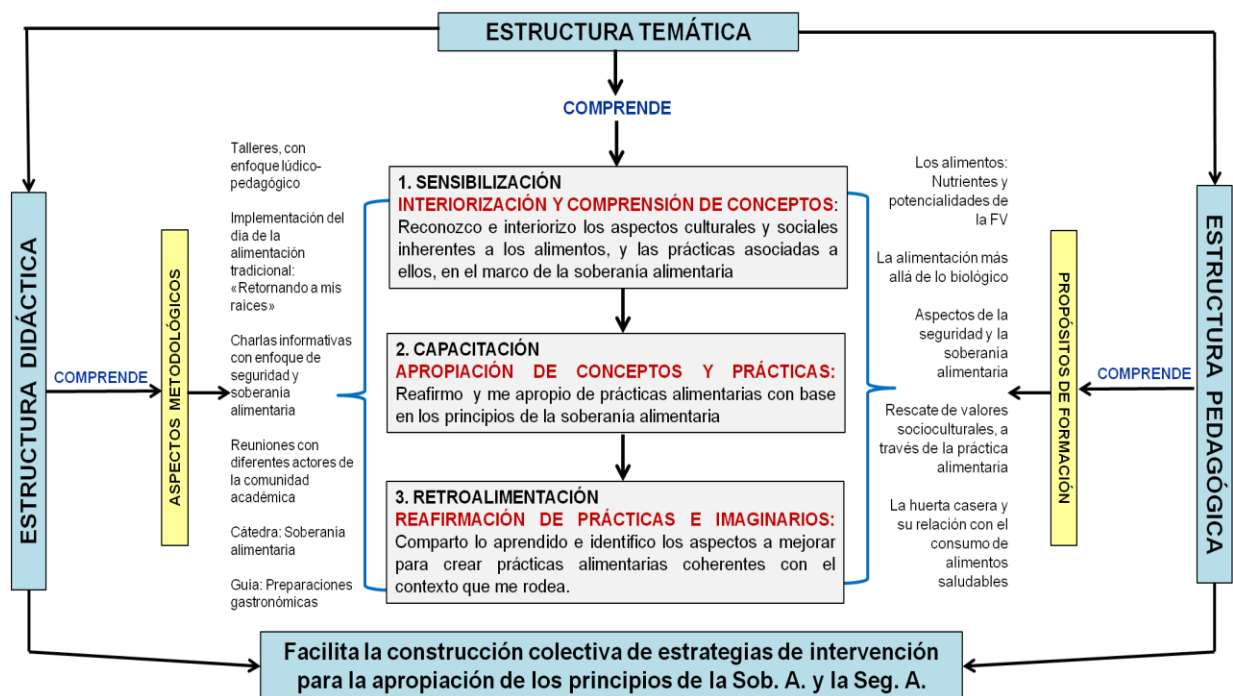 ESTRUCTURA TEMÁTICA
COMPRENDE
ESTRUCTURA DIDÁCTICA
COMPRENDE
ASPECTOS METODOLÓGICOS
Talleres, con
enfoque lúdico-
pedagógico
Implementación del
día de la
alimentación
tradicional:
«Retornando a mis
raíces»
Charlas informativas
con enfoque de
seguridad y
soberanía
alimentaria
Reuniones con
diferentes actores de
la comunidad
académica
Cátedra: Soberanía
alimentaria
Guía: Preparaciones
gastronómicas
1. SENSIBILIZACIÓN
INTERIORIZACIÓN Y COMPRENSIÓN DE CONCEPTOS:
Reconozco e interiorizo los aspectos culturales y sociales
inherentes a los alimentos, y las prácticas asociadas a
ellos, en el marco de la soberanía alimentaria
2. CAPACITACIÓN
APROPIACIÓN DE CONCEPTOS Y PRÁCTICAS:
Reafirmo y me apropio de prácticas alimentarias con base
en los principios de la soberanía alimentaria
3. RETROALIMENTACIÓN
REAFIRMACIÓN DE PRÁCTICAS E IMAGINARIOS:
Comparto lo aprendido e identífico los aspectos a mejorar
para crear prácticas alimentarias coherentes con el
contexto que me rodea.
Los alimentos:
Nutrientes y
potencialidades de
la FV
La alimentación más
allá de lo biológico
Aspectos de la
seguridad y la
soberanía
alimentaria
Rescate de valores
socioculturales, a
través de la práctica
alimentaria
La huerta casera y
su relación con el
consumo de
alimentos
saludables
PROPÓSITOS DE FORMACIÓN
COMPRENDE
ESTRUCTURA PEDAGÓGICA
Facilita la construcción colectiva de estrategias de intervención
para la apropiación de los principios de la Sob. A. y la Seg. A.